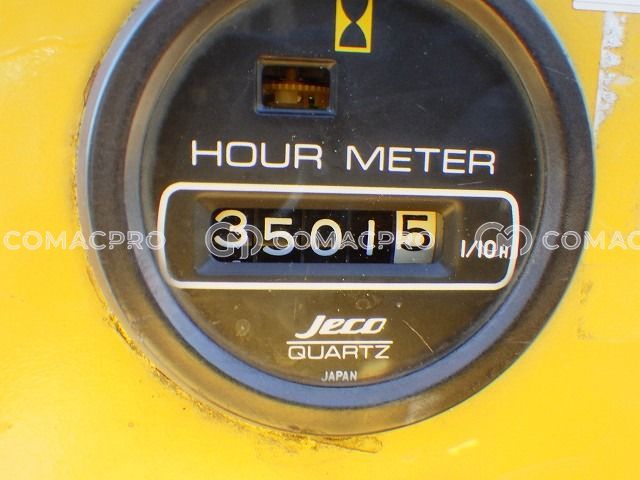 HOUR METER
35015
1/10H
COMACPRO COMACPRO COMACPRO
Jeco
QUARTZ
JAPAN